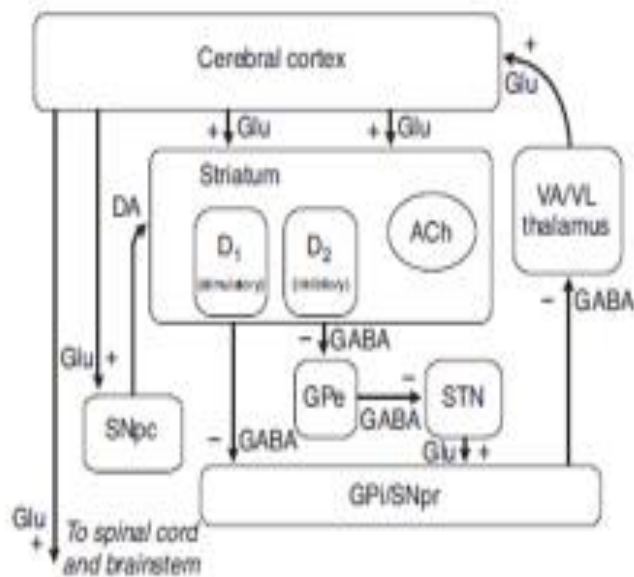 Cerebral cortex
+
Glu
+ Glu
+ Glu
Striatum
DA
D1
(stimulatory)
D2
ACh
VA/VL
thalamus
– GABA
– GABA
Glu +
SNpc
GPe
–
GABA
STN
– GABA
Glu +
GPi/SNpr
Glu
+
To spinal cord
and brainstem